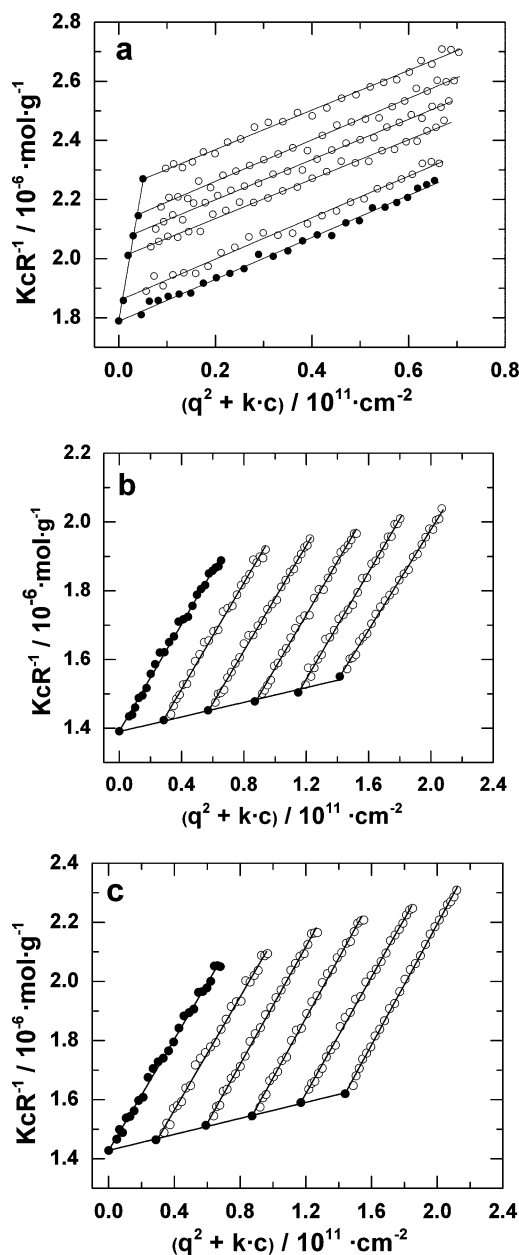 a
2.8
2.6
2.4
2.2
2.0
1.8
KcR⁻¹ / 10⁻⁶ ·mol·g⁻¹
0.0 0.2 0.4 0.6 0.8
(q² + k·c) / 10¹¹·cm⁻²
b
2.2
2.0
1.8
1.6
1.4
1.2
KcR⁻¹ / 10⁻⁶·mol·g⁻¹
0.0 0.4 0.8 1.2 1.6 2.0 2.4
(q² + k·c) / 10¹¹ ·cm⁻²
c
2.4
2.2
2.0
1.8
1.6
1.4
KcR⁻¹ / 10⁻⁶·mol·g⁻¹
0.0 0.4 0.8 1.2 1.6 2.0 2.4
(q² + k·c) / 10¹¹ ·cm⁻²